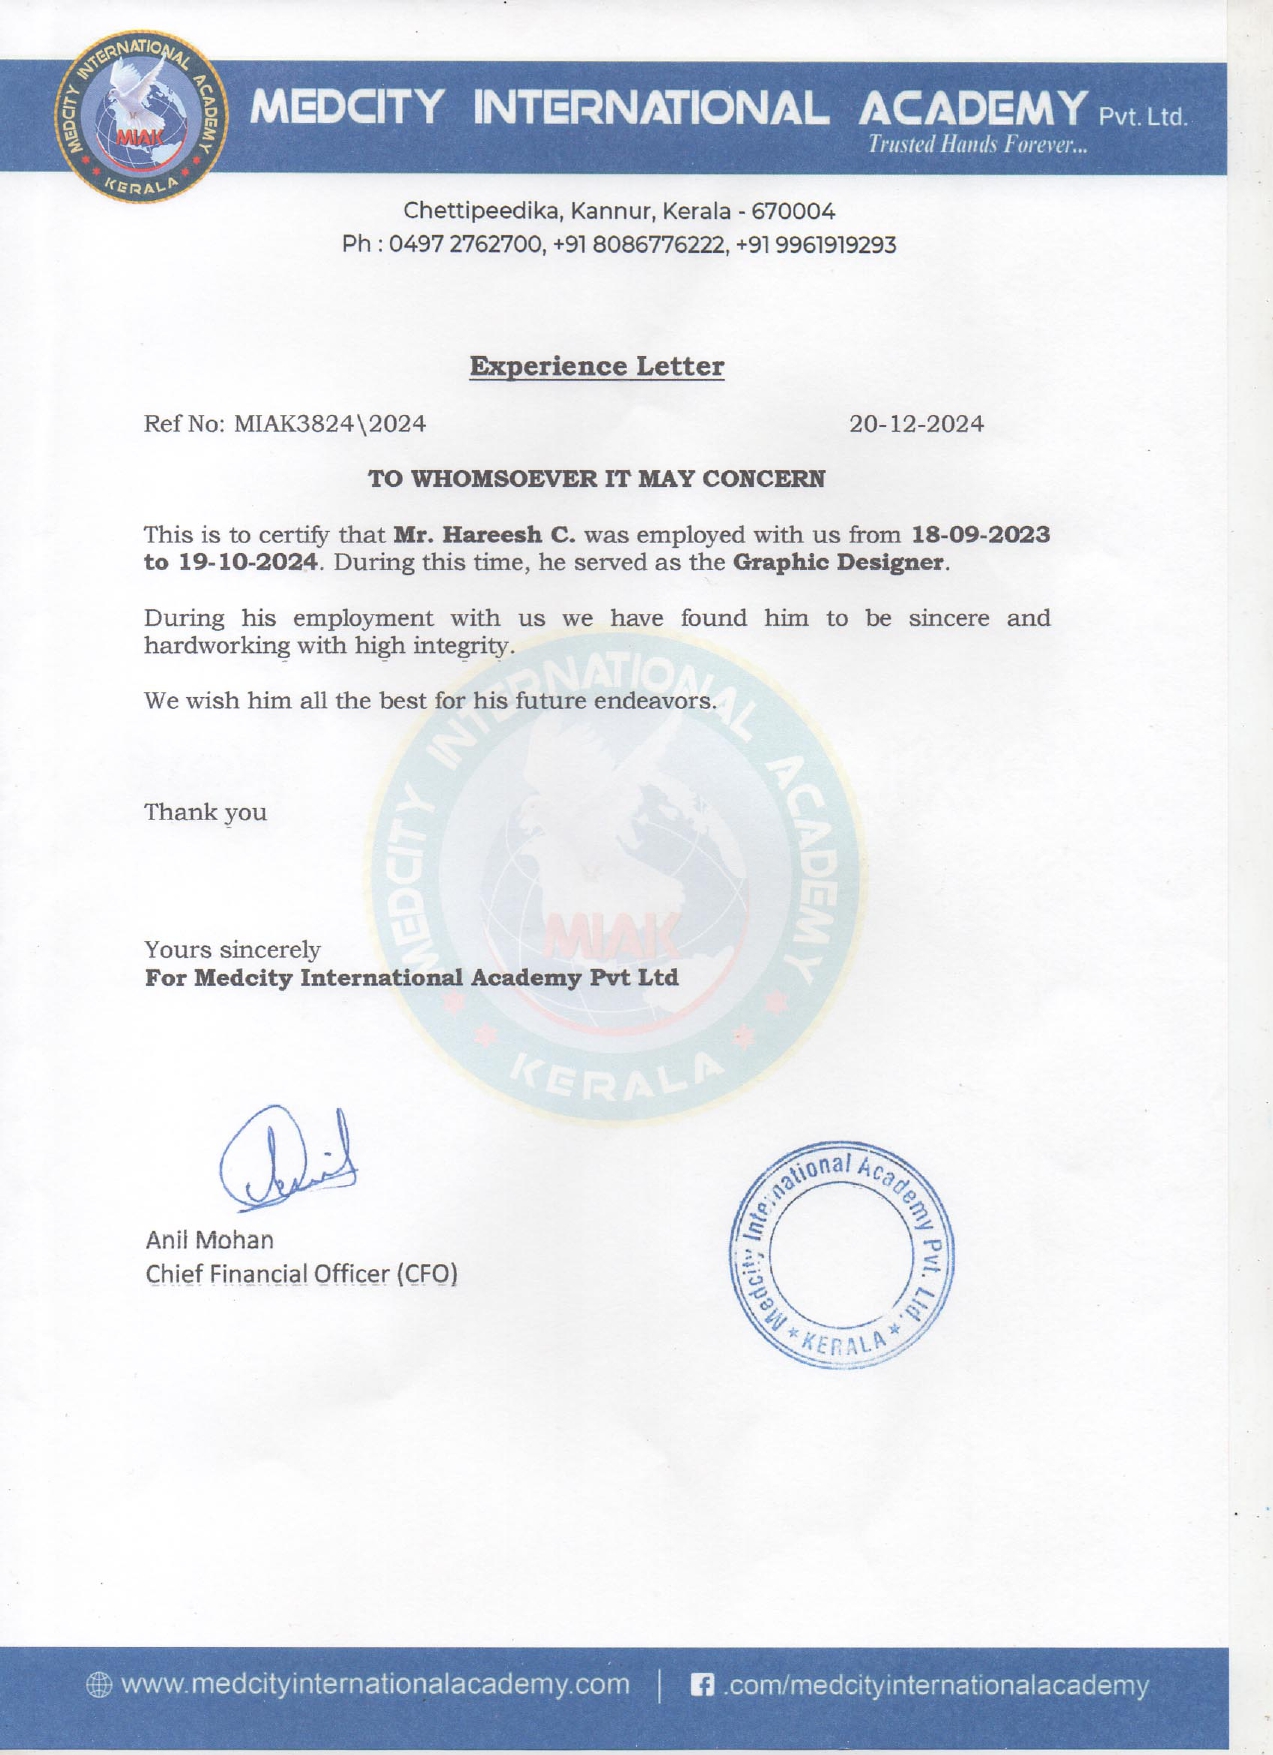 MEDCITY INTERNATIONAL ACADEMY
KERALA
MIAK
MEDCITY INTERNATIONAL ACADEMY Pvt. Ltd.
Trusted Hands Forever...
Chettipeedika, Kannur, Kerala - 670004
Ph : 0497 2762700, +91 8086776222, +91 9961919293
Experience Letter
Ref No: MIAK3824\2024 20-12-2024
TO WHOMSOEVER IT MAY CONCERN
This is to certify that Mr. Hareesh C. was employed with us from 18-09-2023
to 19-10-2024. During this time, he served as the Graphic Designer.
During his employment with us we have found him to be sincere and
hardworking with high integrity.
We wish him all the best for his future endeavors.
Thank you
Yours sincerely
For Medcity International Academy Pvt Ltd
MEDCITY INTERNATIONAL ACADEMY
MIAK
KERALA
Anil Mohan
Chief Financial Officer (CFO)
Medcity International Academy Pvt. Ltd.
* KERALA *
www.medcityinternationalacademy.com | .com/medcityinternationalacademy